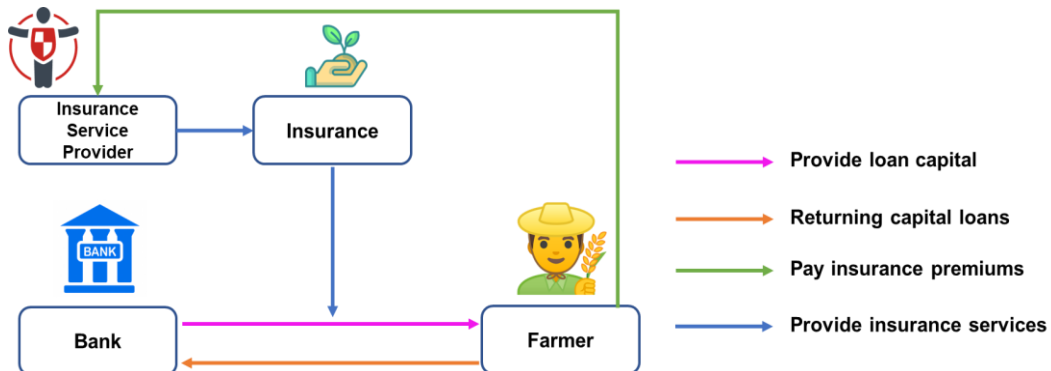 Insurance
Service
Provider
Insurance
Provide loan capital
Returning capital loans
BANK
Pay insurance premiums
Provide insurance services
Bank
Farmer